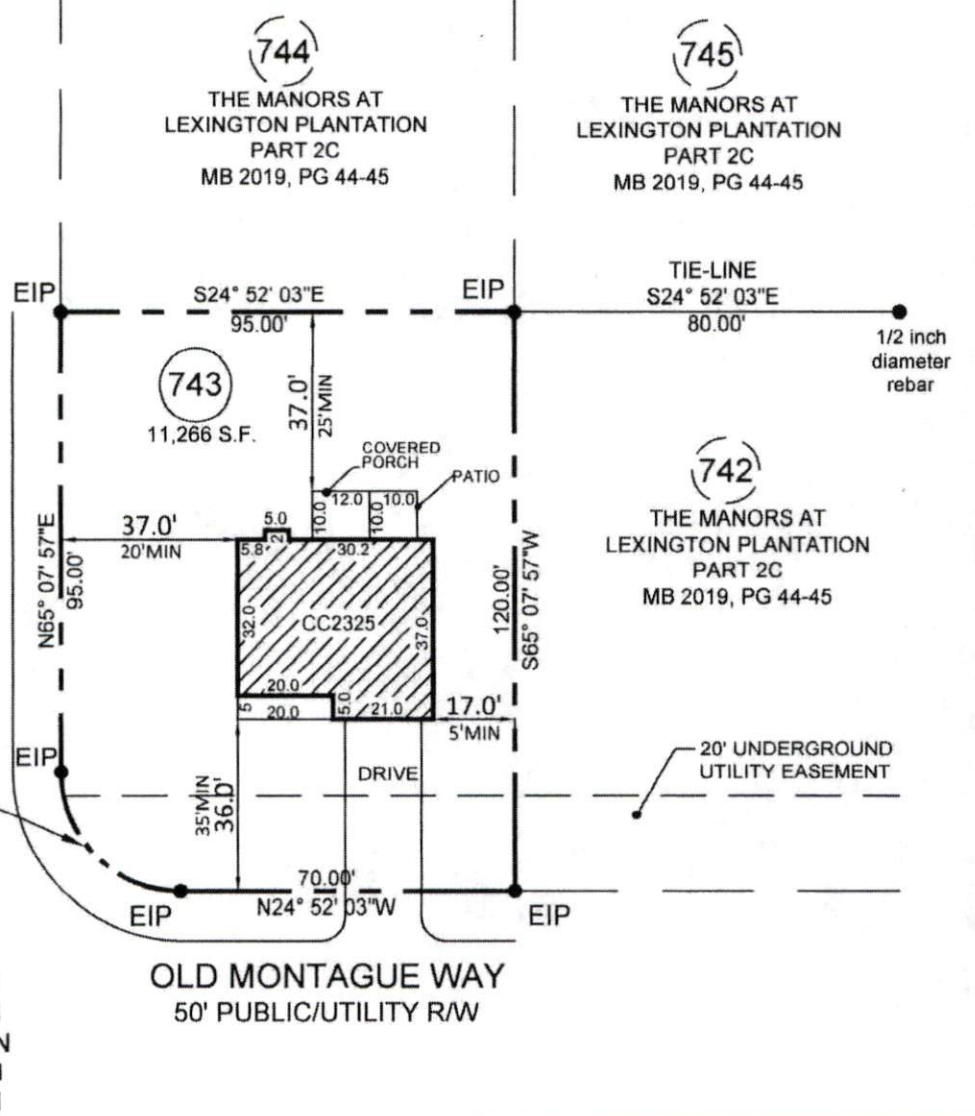 744
THE MANORS AT
LEXINGTON PLANTATION
PART 2C
MB 2019, PG 44-45
745
THE MANORS AT
LEXINGTON PLANTATION
PART 2C
MB 2019, PG 44-45
EIP
S24° 52' 03"E
95.00'
EIP
TIE-LINE
S24° 52' 03"E
80.00'
1/2 inch
diameter
rebar
743
11,266 S.F.
37.0'
25'MIN
COVERED
PORCH
PATIO
12.0
10.0
10.0
10.0
742
THE MANORS AT
LEXINGTON PLANTATION
PART 2C
MB 2019, PG 44-45
37.0'
20'MIN
5.0
2
5.8
30.2
N65° 07' 57"E
95.00'
32.0
CC2325
37.0
120.00'
S65° 07' 57"W
20.0
5
20.0
5.0
21.0
17.0'
5'MIN
EIP
DRIVE
20' UNDERGROUND
UTILITY EASEMENT
35'MIN
36.0'
70.00'
N24° 52' 03"W
EIP
EIP
OLD MONTAGUE WAY
50' PUBLIC/UTILITY R/W
N